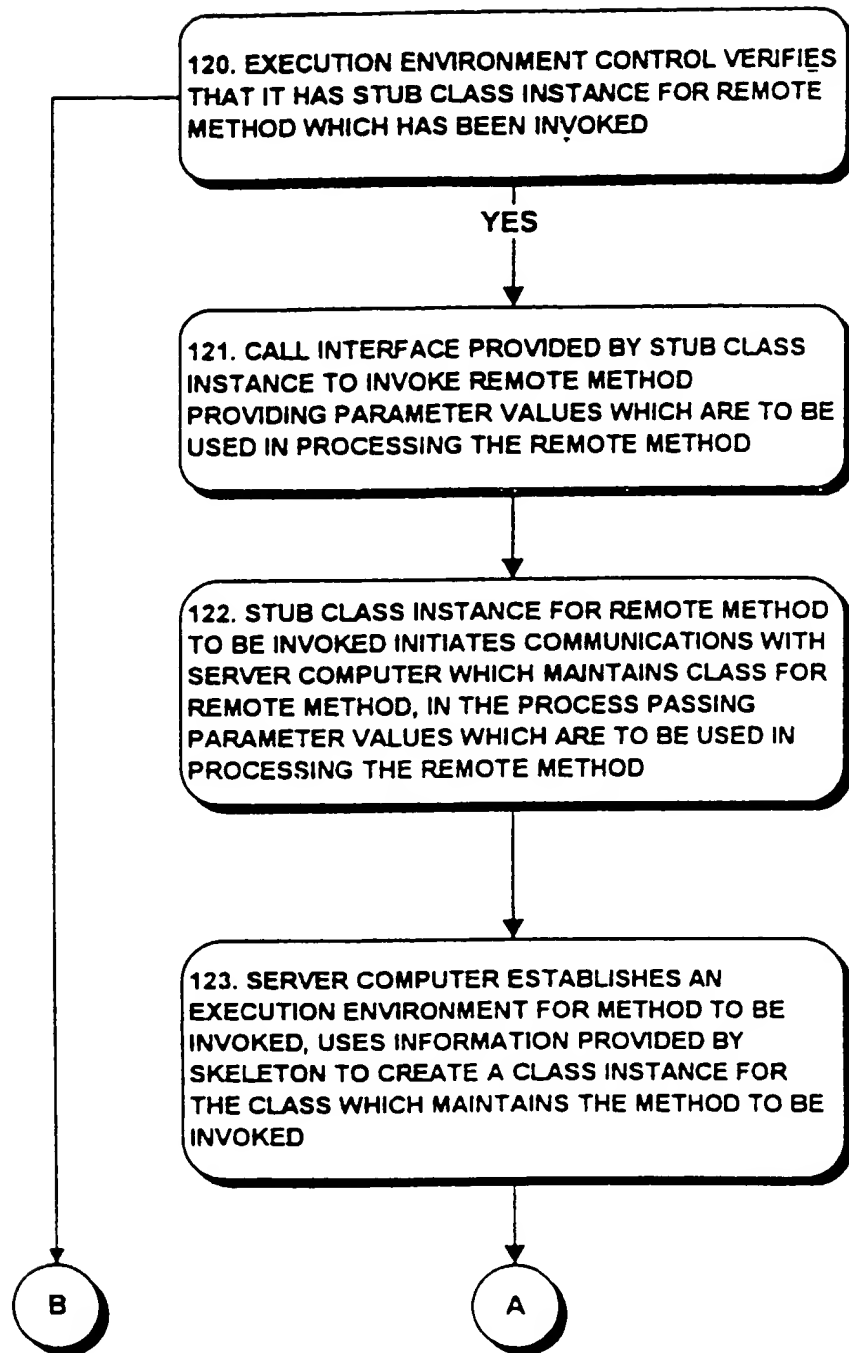 120. EXECUTION ENVIRONMENT CONTROL VERIFIES
THAT IT HAS STUB CLASS INSTANCE FOR REMOTE
METHOD WHICH HAS BEEN INVOKED
YES
121. CALL INTERFACE PROVIDED BY STUB CLASS
INSTANCE TO INVOKE REMOTE METHOD
PROVIDING PARAMETER VALUES WHICH ARE TO BE
USED IN PROCESSING THE REMOTE METHOD
122. STUB CLASS INSTANCE FOR REMOTE METHOD
TO BE INVOKED INITIATES COMMUNICATIONS WITH
SERVER COMPUTER WHICH MAINTAINS CLASS FOR
REMOTE METHOD, IN THE PROCESS PASSING
PARAMETER VALUES WHICH ARE TO BE USED IN
PROCESSING THE REMOTE METHOD
123. SERVER COMPUTER ESTABLISHES AN
EXECUTION ENVIRONMENT FOR METHOD TO BE
INVOKED, USES INFORMATION PROVIDED BY
SKELETON TO CREATE A CLASS INSTANCE FOR
THE CLASS WHICH MAINTAINS THE METHOD TO BE
INVOKED
B
A